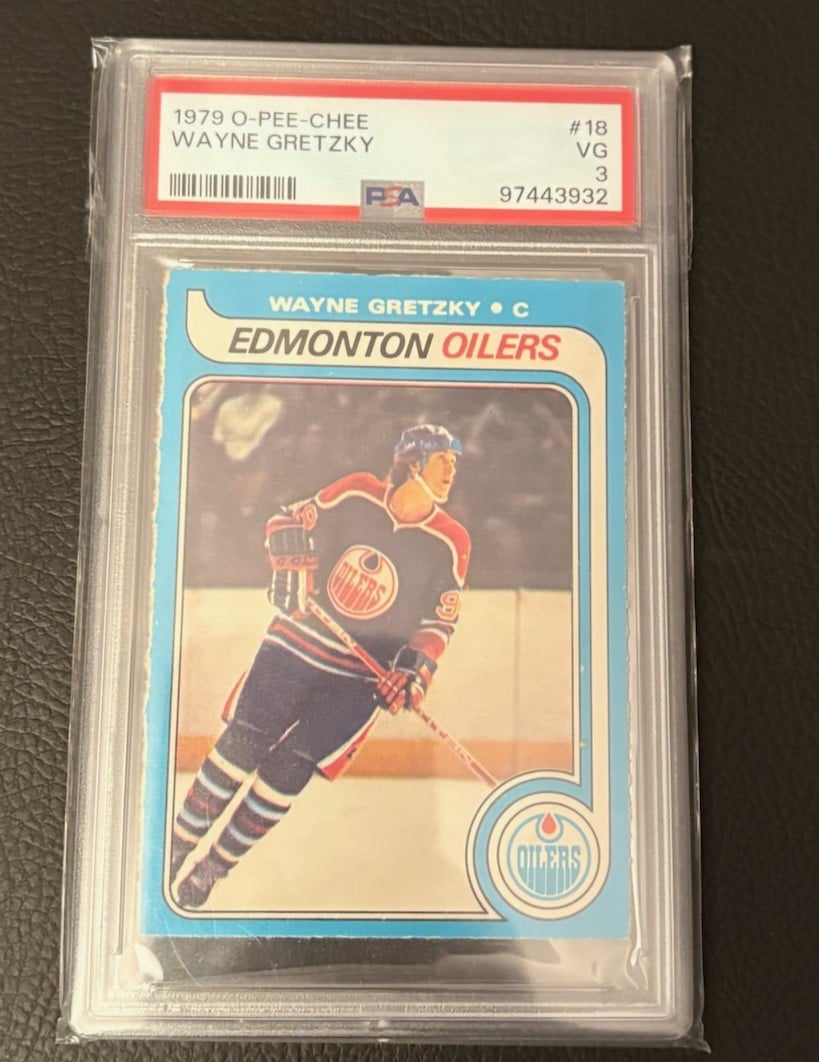 1979 O-PEE-CHEE #18
WAYNE GRETZKY VG
3
PSA 97443932
WAYNE GRETZKY • C
EDMONTON OILERS
OILERS
9
OILERS